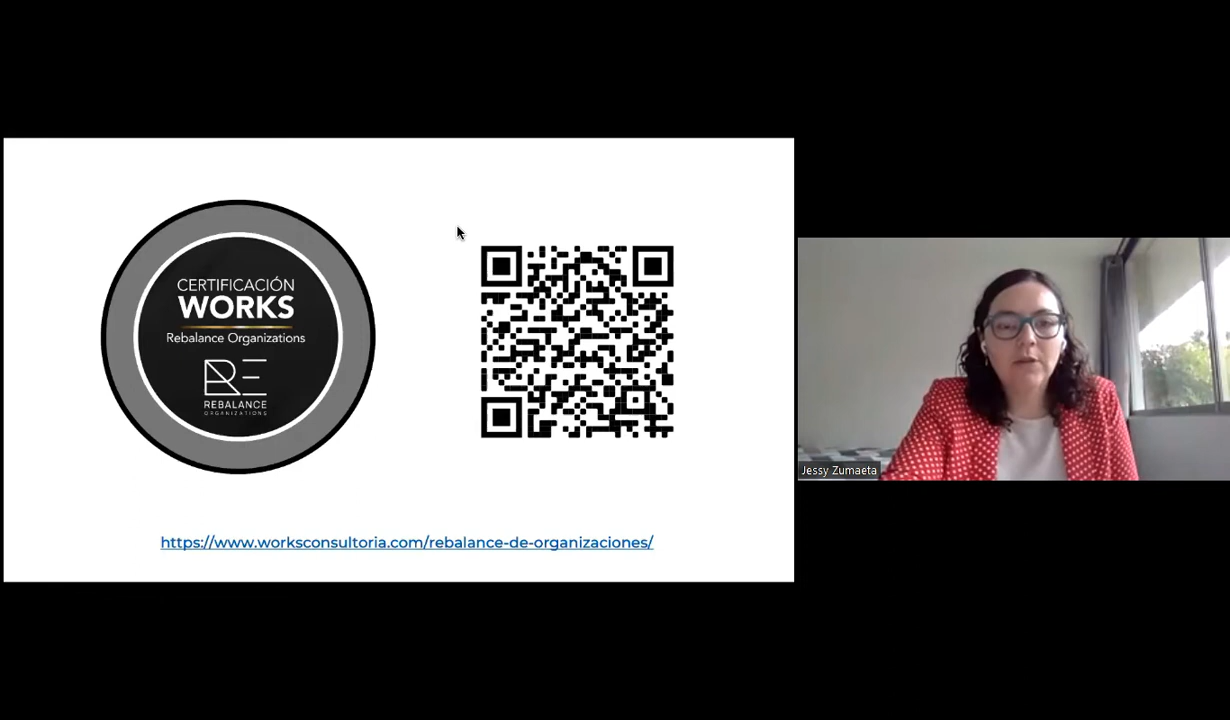 CERTIFICACIÓN
WORKS
Rebalance Organizations
RE
REBALANCE
ORGANIZATIONS
https://www.worksconsultoria.com/rebalance-de-organizaciones/
Jessy Zumaeta